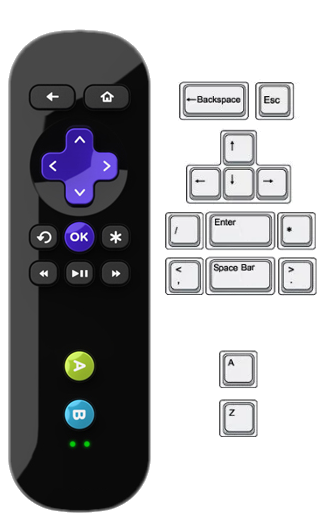 ←Backspace Esc
↑
← ↓ →
OK / Enter *
< , Space Bar > .
A A
B Z